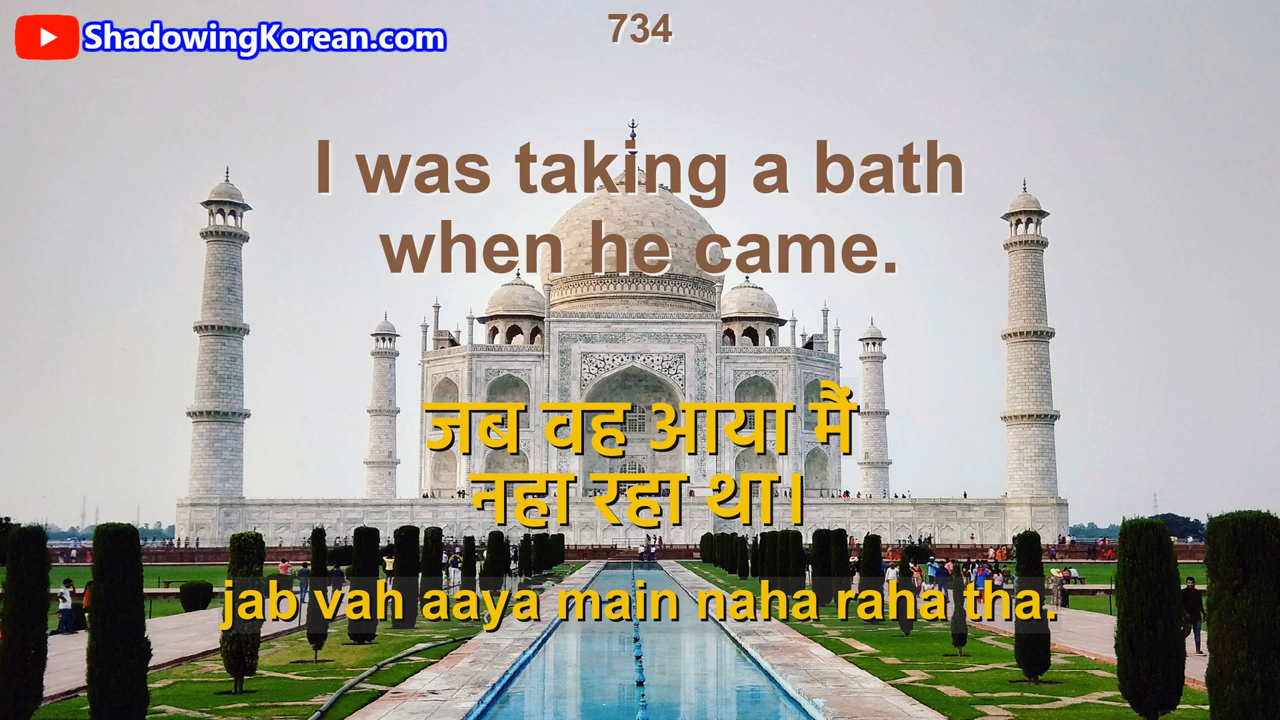 ShadowingKorean.com
734
I was taking a bath
when he came.
जब वह आया मैं
नहा रहा था।
jab vah aaya main naha raha tha.